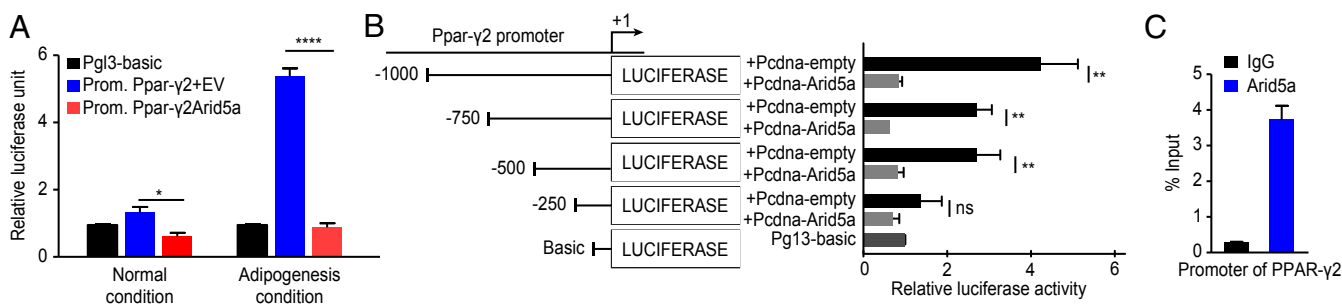 A
Relative luciferase unit
6
4
2
0
Pgl3-basic
Prom. Ppar-γ2+EV
Prom. Ppar-γ2Arid5a
*
****
Normal
condition
Adipogenesis
condition
B
Ppar-γ2 promoter
+1
-1000
LUCIFERASE
+Pcdna-empty
+Pcdna-Arid5a
**
-750
LUCIFERASE
+Pcdna-empty
+Pcdna-Arid5a
**
-500
LUCIFERASE
+Pcdna-empty
+Pcdna-Arid5a
**
-250
LUCIFERASE
+Pcdna-empty
+Pcdna-Arid5a
ns
Basic
LUCIFERASE
Pg13-basic
0 2 4 6
Relative luciferase activity
C
IgG
Arid5a
% Input
5
4
3
2
1
0
Promoter of PPAR-γ2